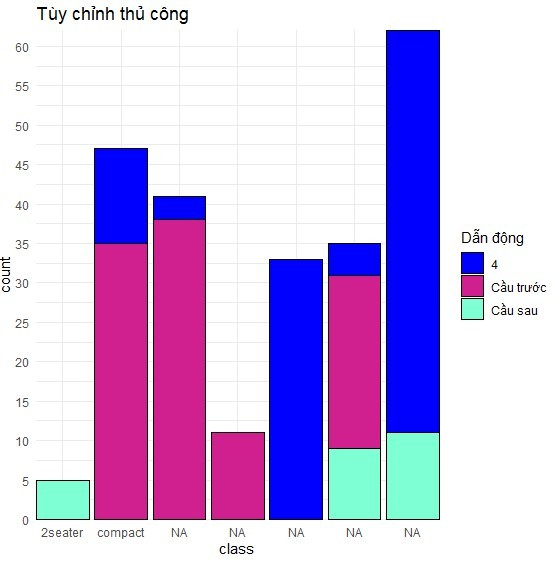 Tùy chỉnh thủ công
60
55
50
45
40
35
30
25
20
15
10
5
0
count
2seater compact NA NA NA NA NA
class
Dẫn động
4
Cầu trước
Cầu sau